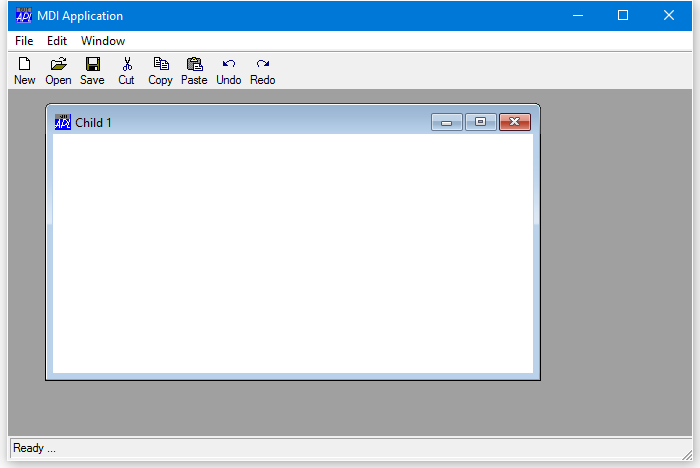 MDI Application
File Edit Window
New Open Save Cut Copy Paste Undo Redo
Child 1
Ready ...